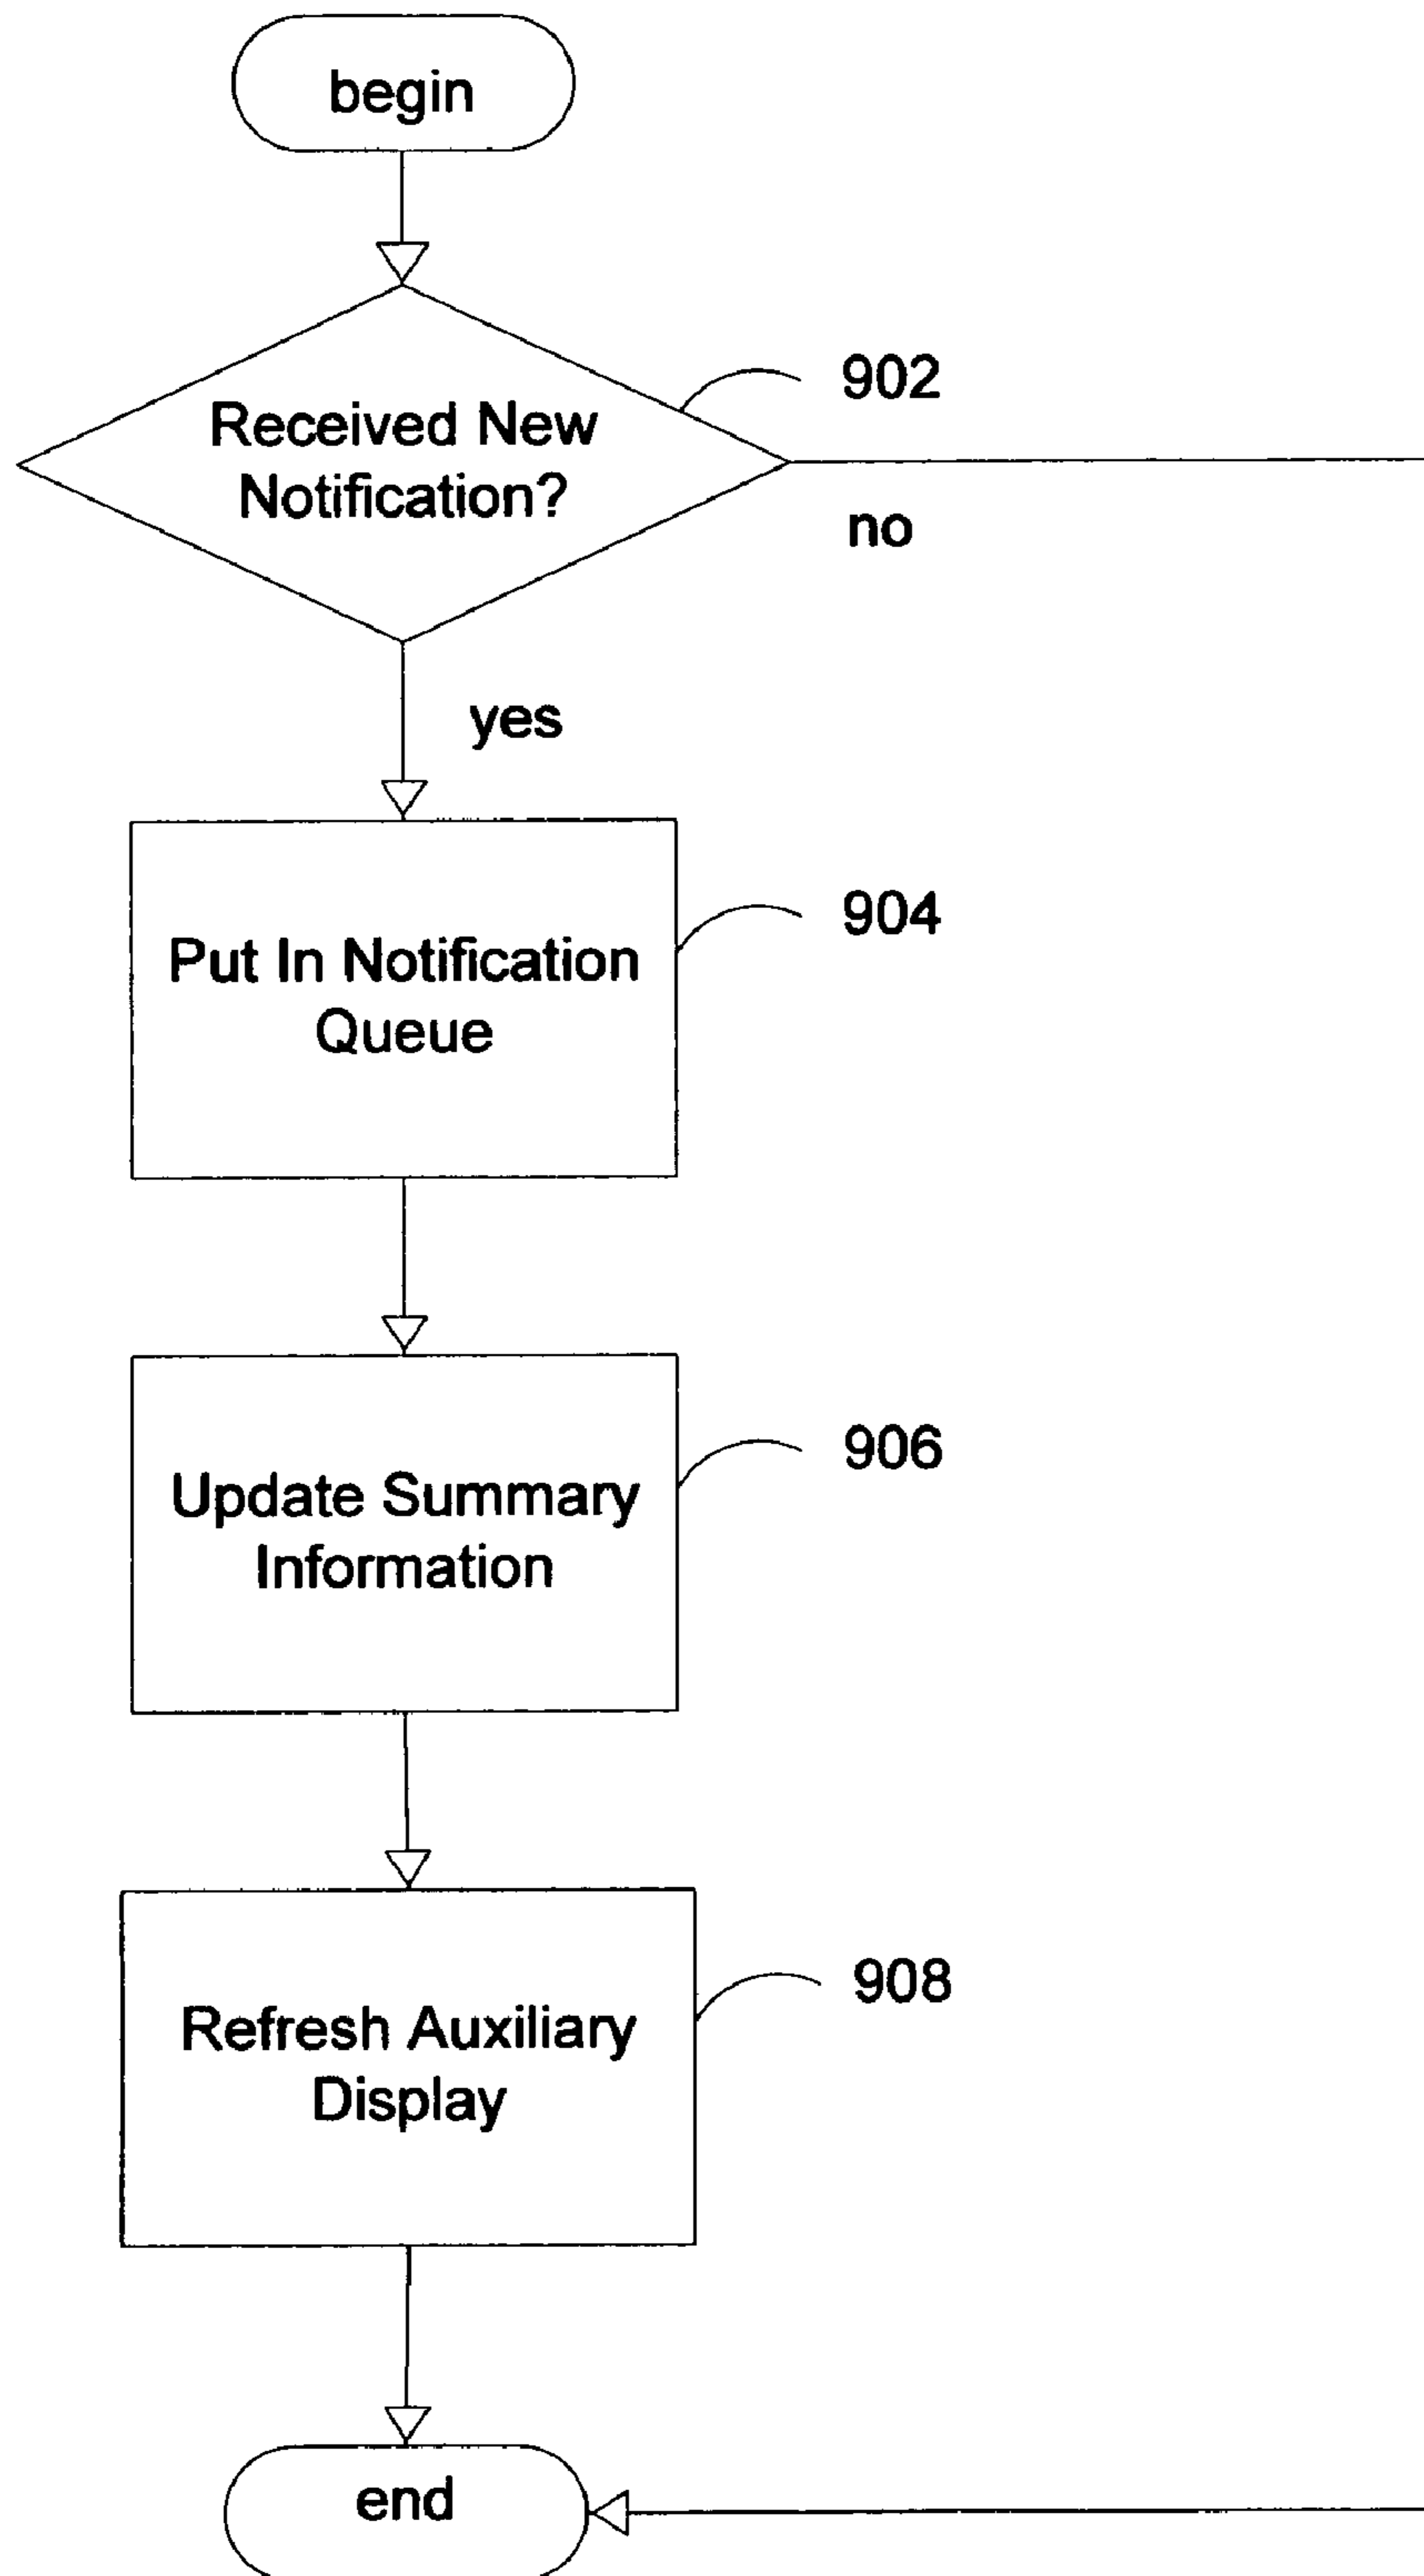 begin
Received New
Notification?
902
no
yes
Put In Notification
Queue
904
Update Summary
Information
906
Refresh Auxiliary
Display
908
end